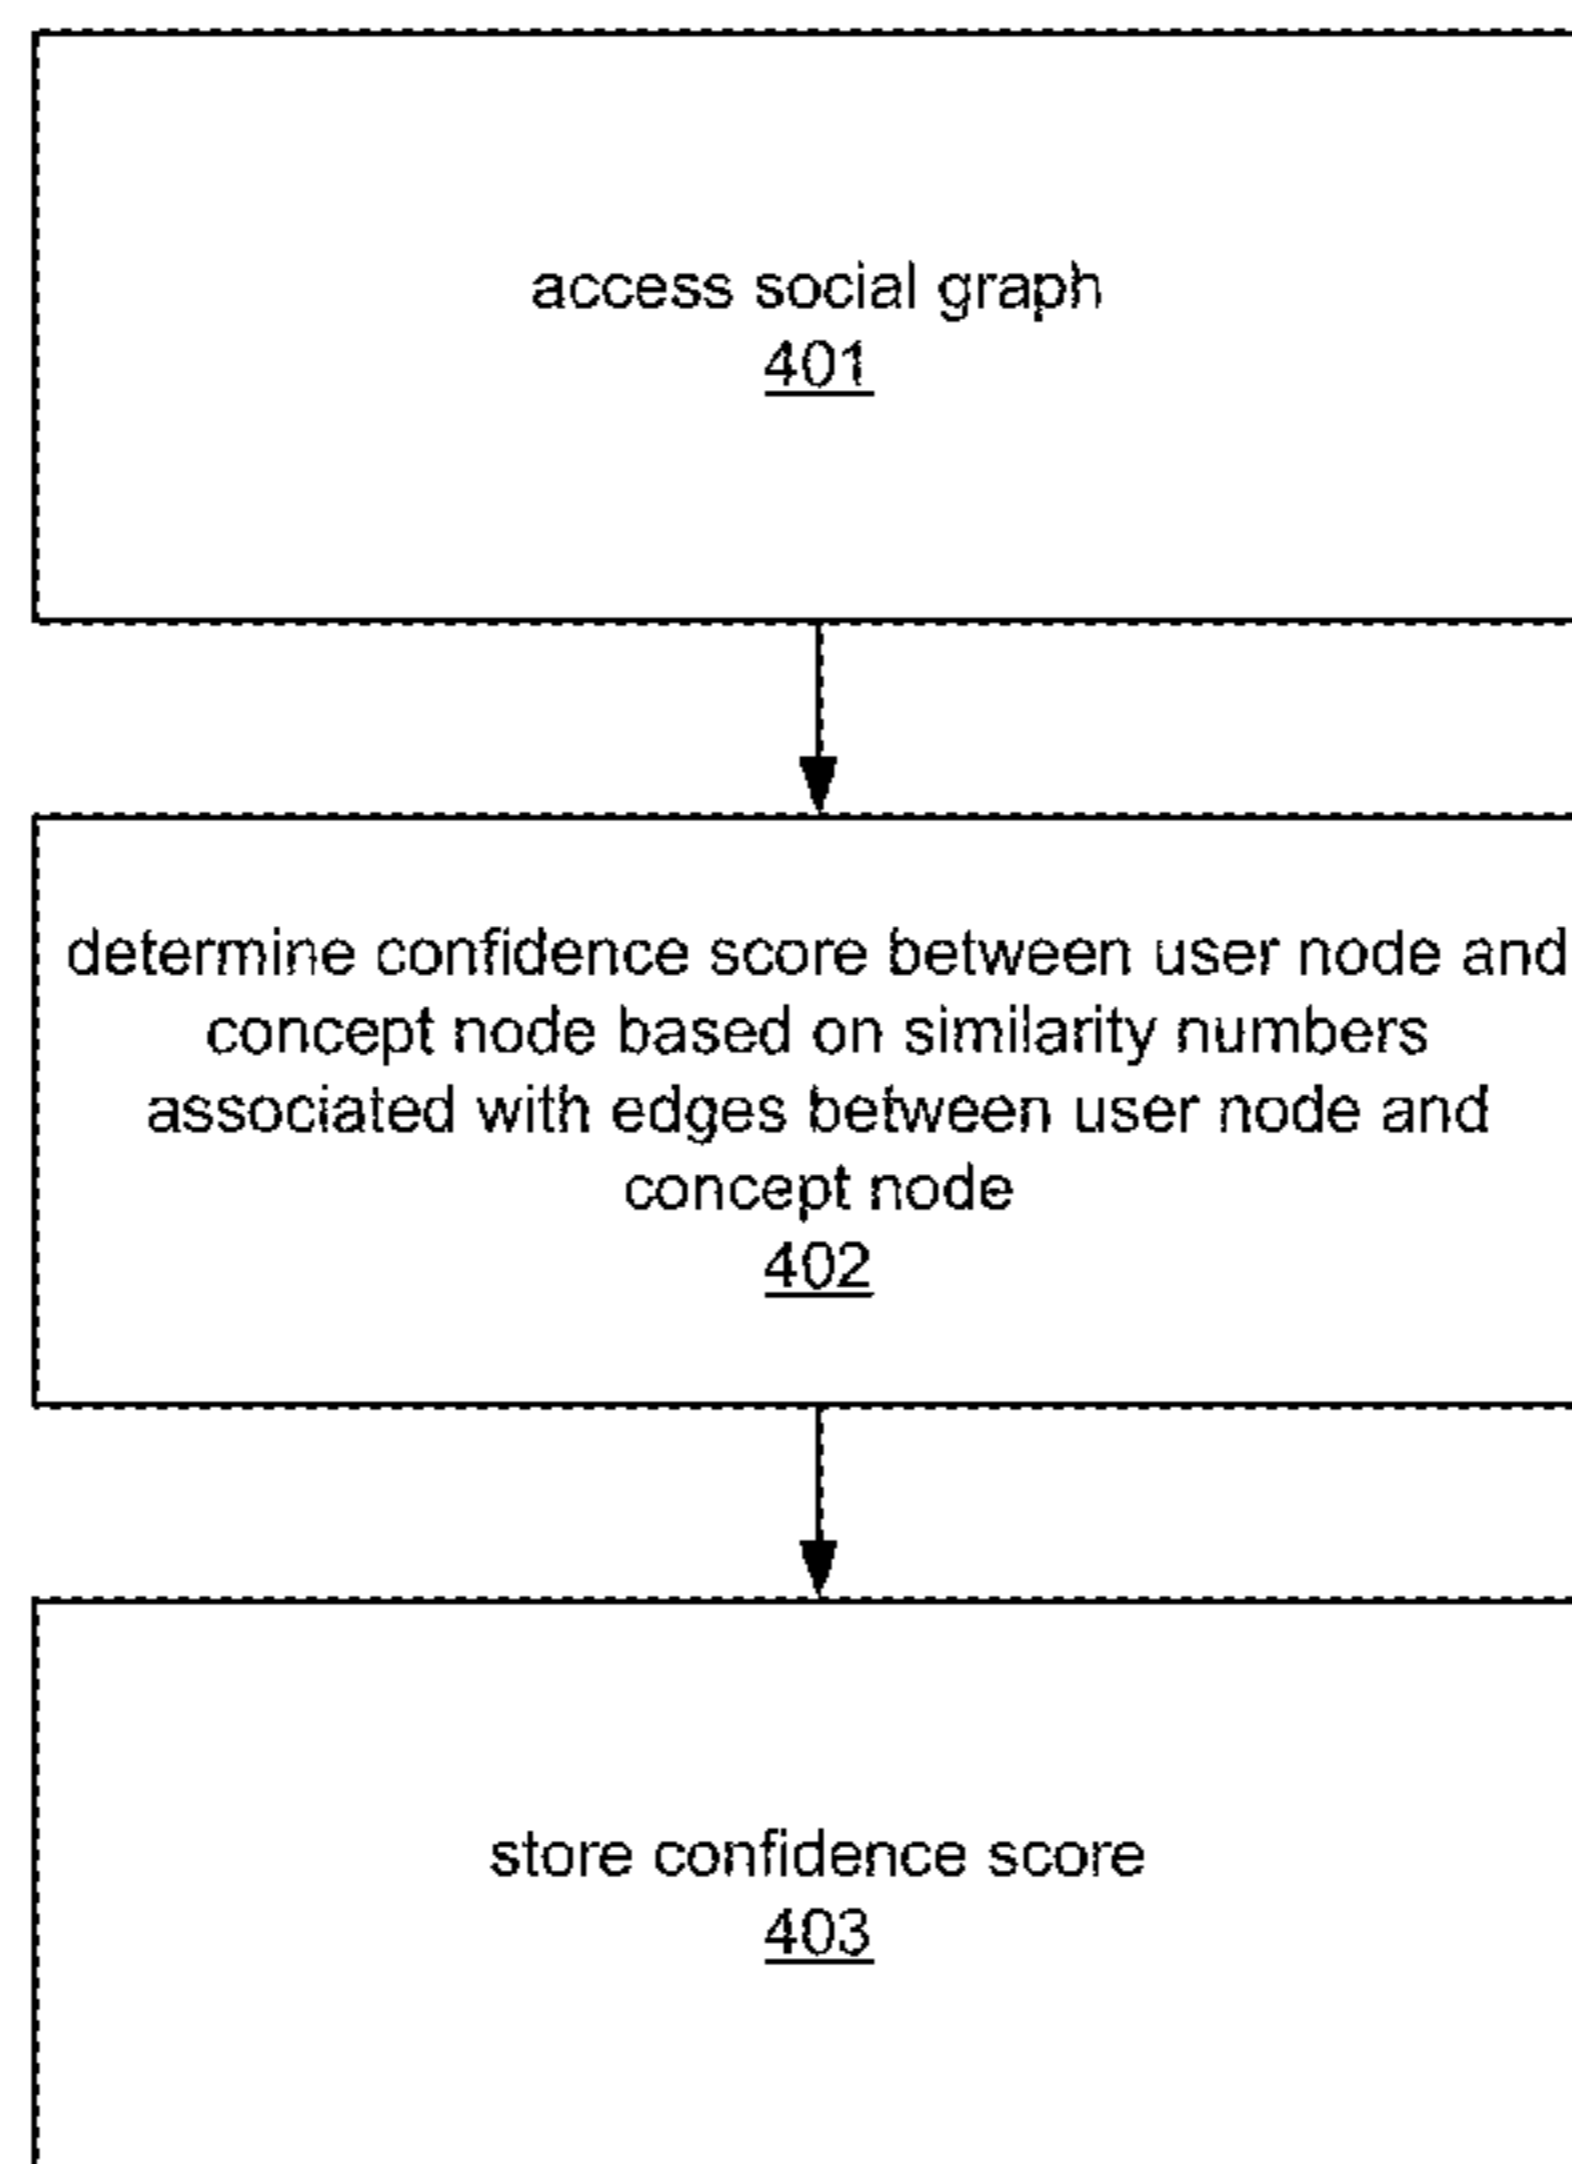 access social graph
401
determine confidence score between user node and
concept node based on similarity numbers
associated with edges between user node and
concept node
402
store confidence score
403